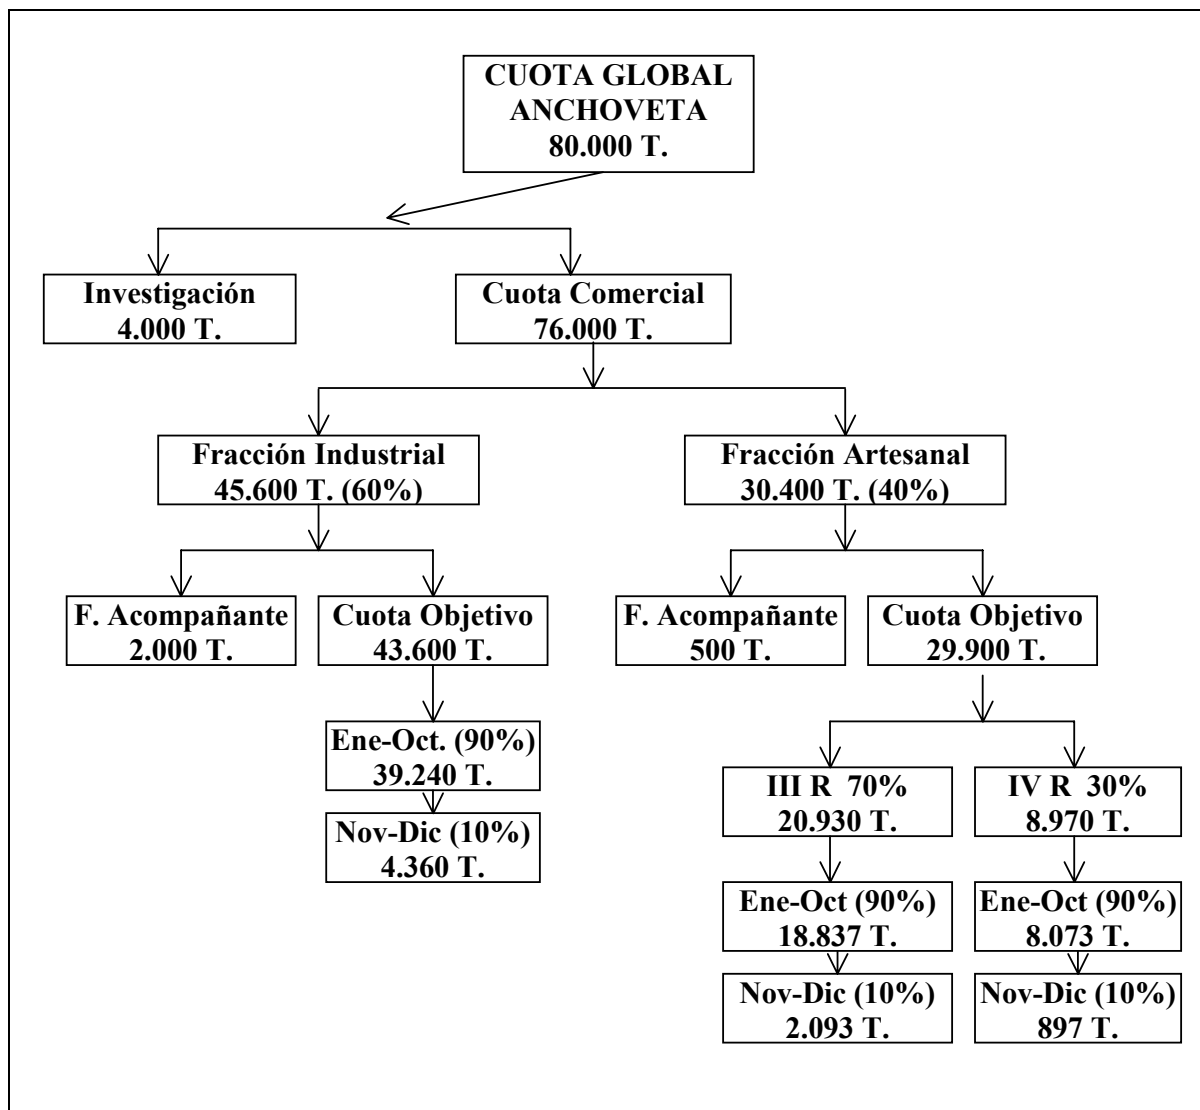 CUOTA GLOBAL
ANCHOVETA
80.000 T.
Investigación
4.000 T.
Cuota Comercial
76.000 T.
Fracción Industrial
45.600 T. (60%)
Fracción Artesanal
30.400 T. (40%)
F. Acompañante
2.000 T.
Cuota Objetivo
43.600 T.
F. Acompañante
500 T.
Cuota Objetivo
29.900 T.
Ene-Oct. (90%)
39.240 T.
Nov-Dic (10%)
4.360 T.
III R  70%
20.930 T.
IV R  30%
8.970 T.
Ene-Oct (90%)
18.837 T.
Ene-Oct (90%)
8.073 T.
Nov-Dic (10%)
2.093 T.
Nov-Dic (10%)
897 T.